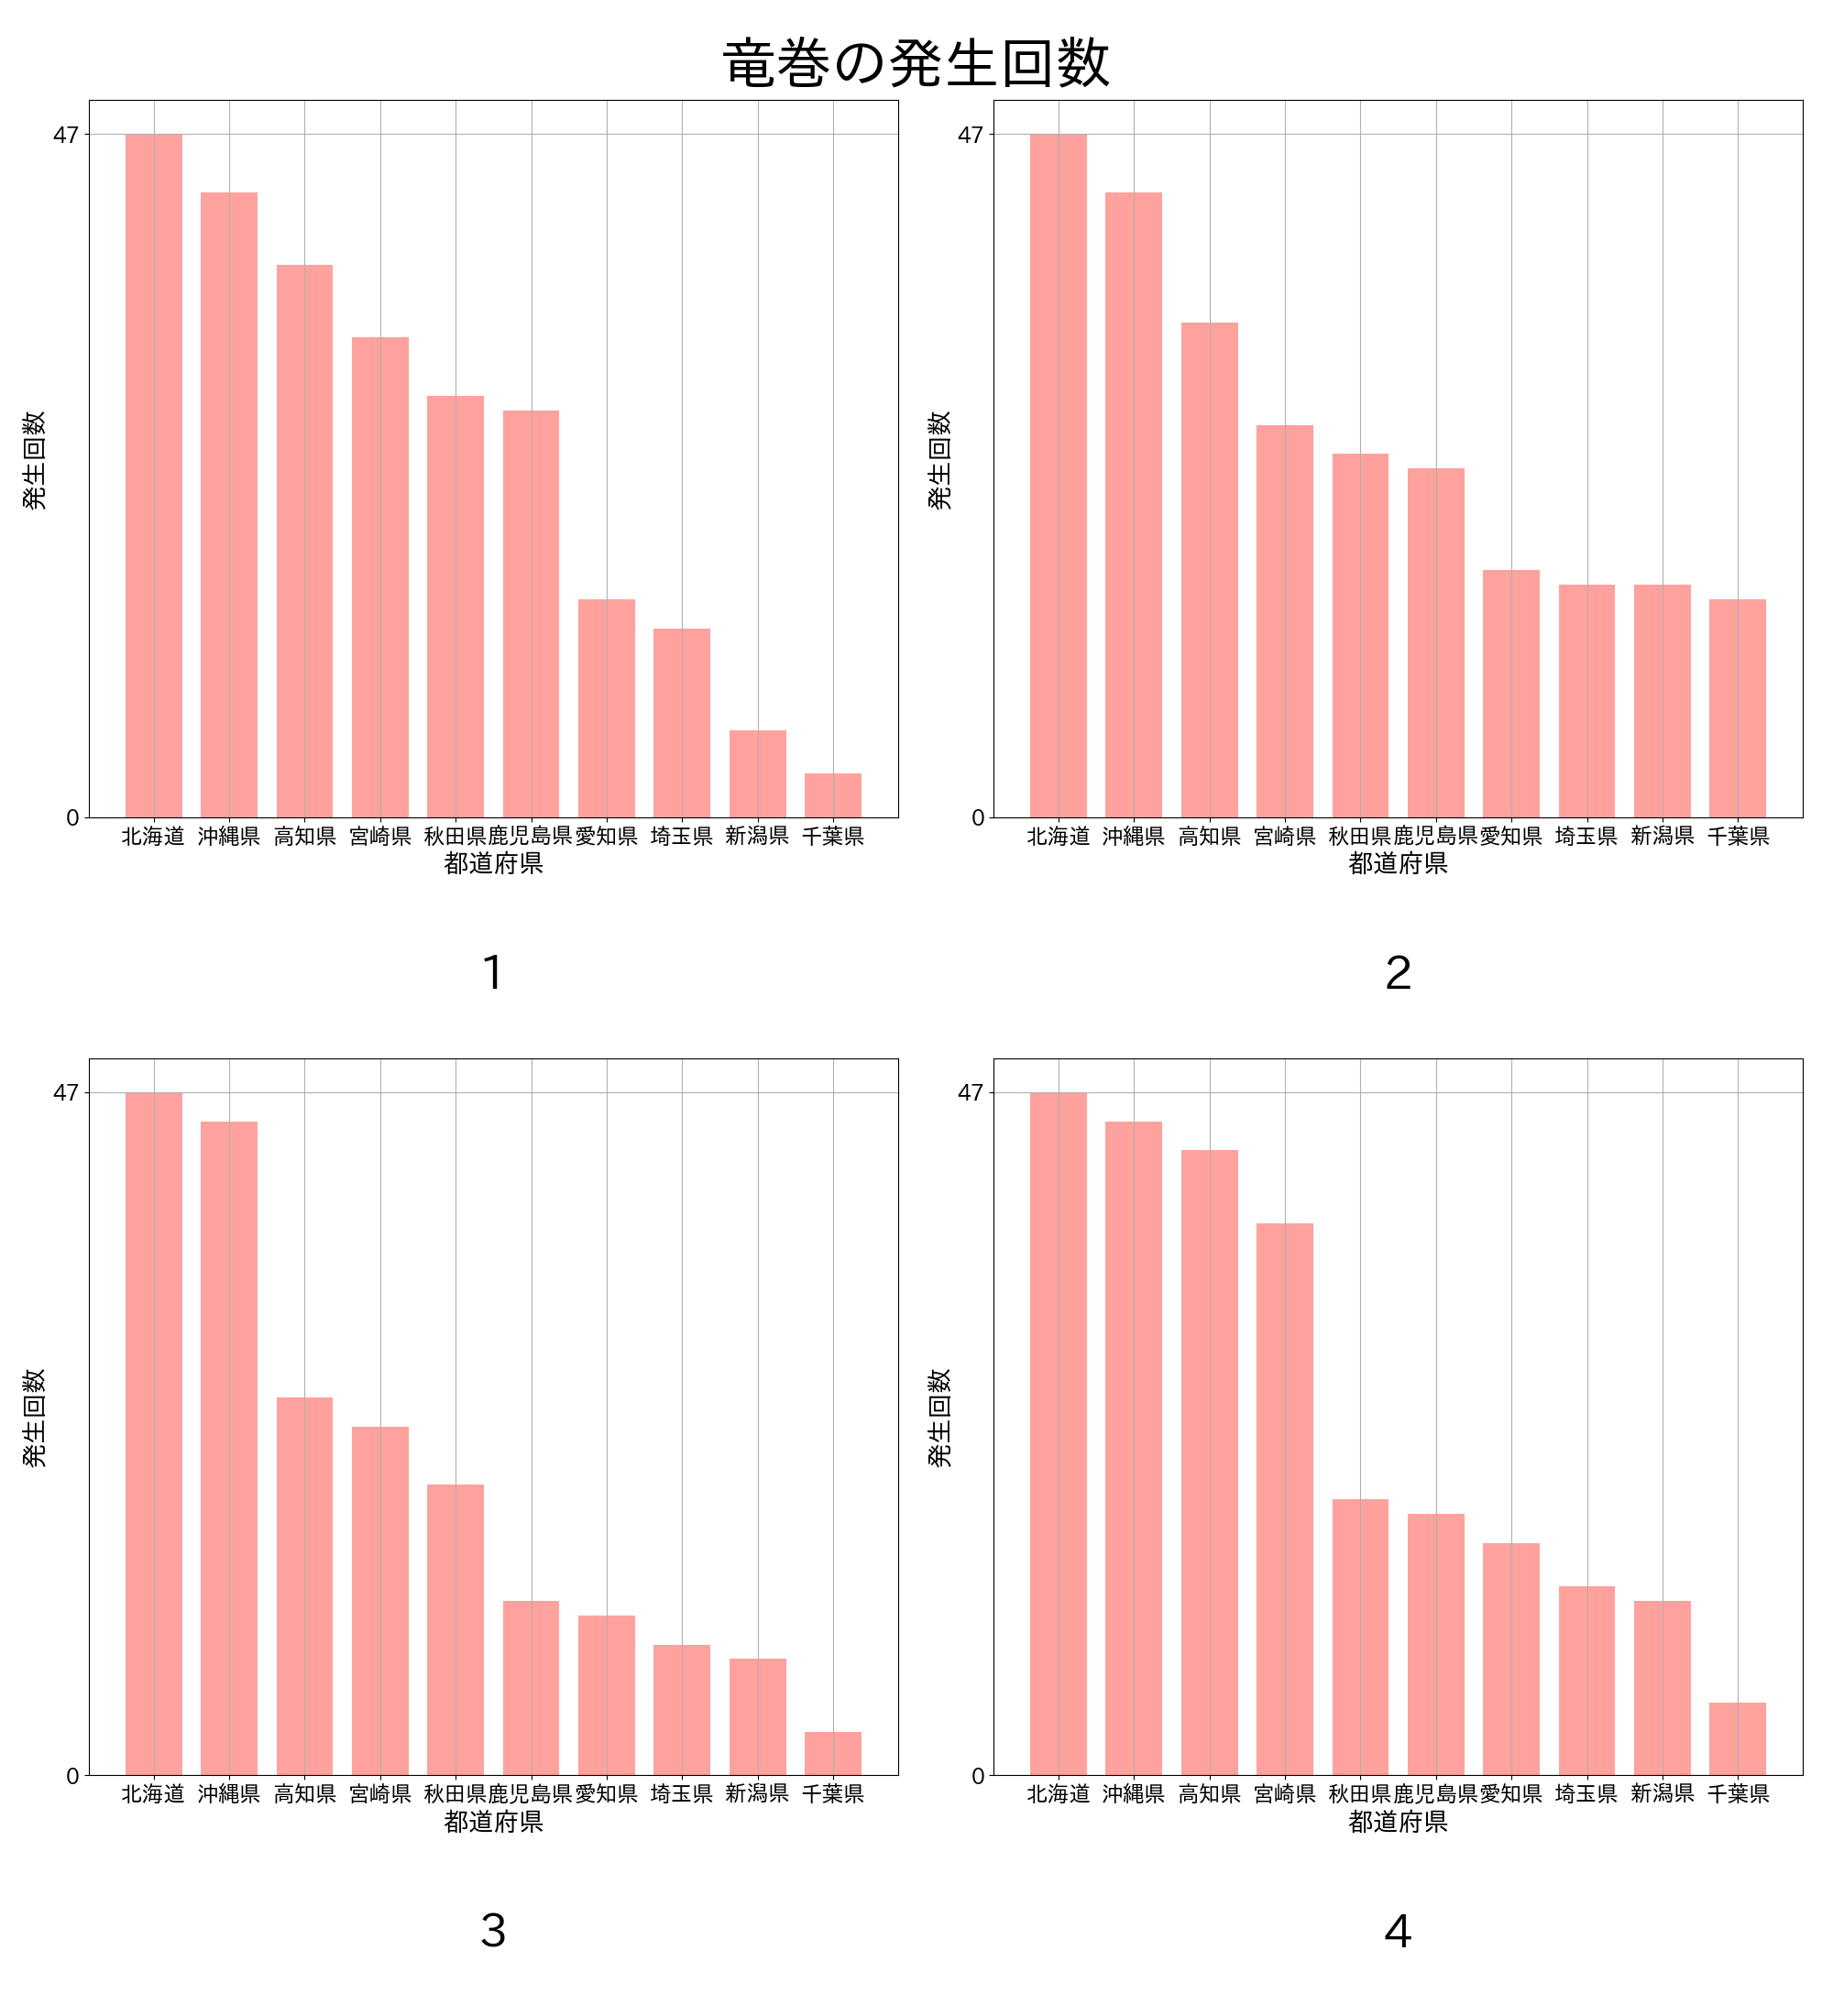 竜巻の発生回数
47
0
発生回数
北海道 沖縄県 高知県 宮崎県 秋田県 鹿児島県 愛知県 埼玉県 新潟県 千葉県
都道府県
1
47
0
発生回数
北海道 沖縄県 高知県 宮崎県 秋田県 鹿児島県 愛知県 埼玉県 新潟県 千葉県
都道府県
2
47
0
発生回数
北海道 沖縄県 高知県 宮崎県 秋田県 鹿児島県 愛知県 埼玉県 新潟県 千葉県
都道府県
3
47
0
発生回数
北海道 沖縄県 高知県 宮崎県 秋田県 鹿児島県 愛知県 埼玉県 新潟県 千葉県
都道府県
4